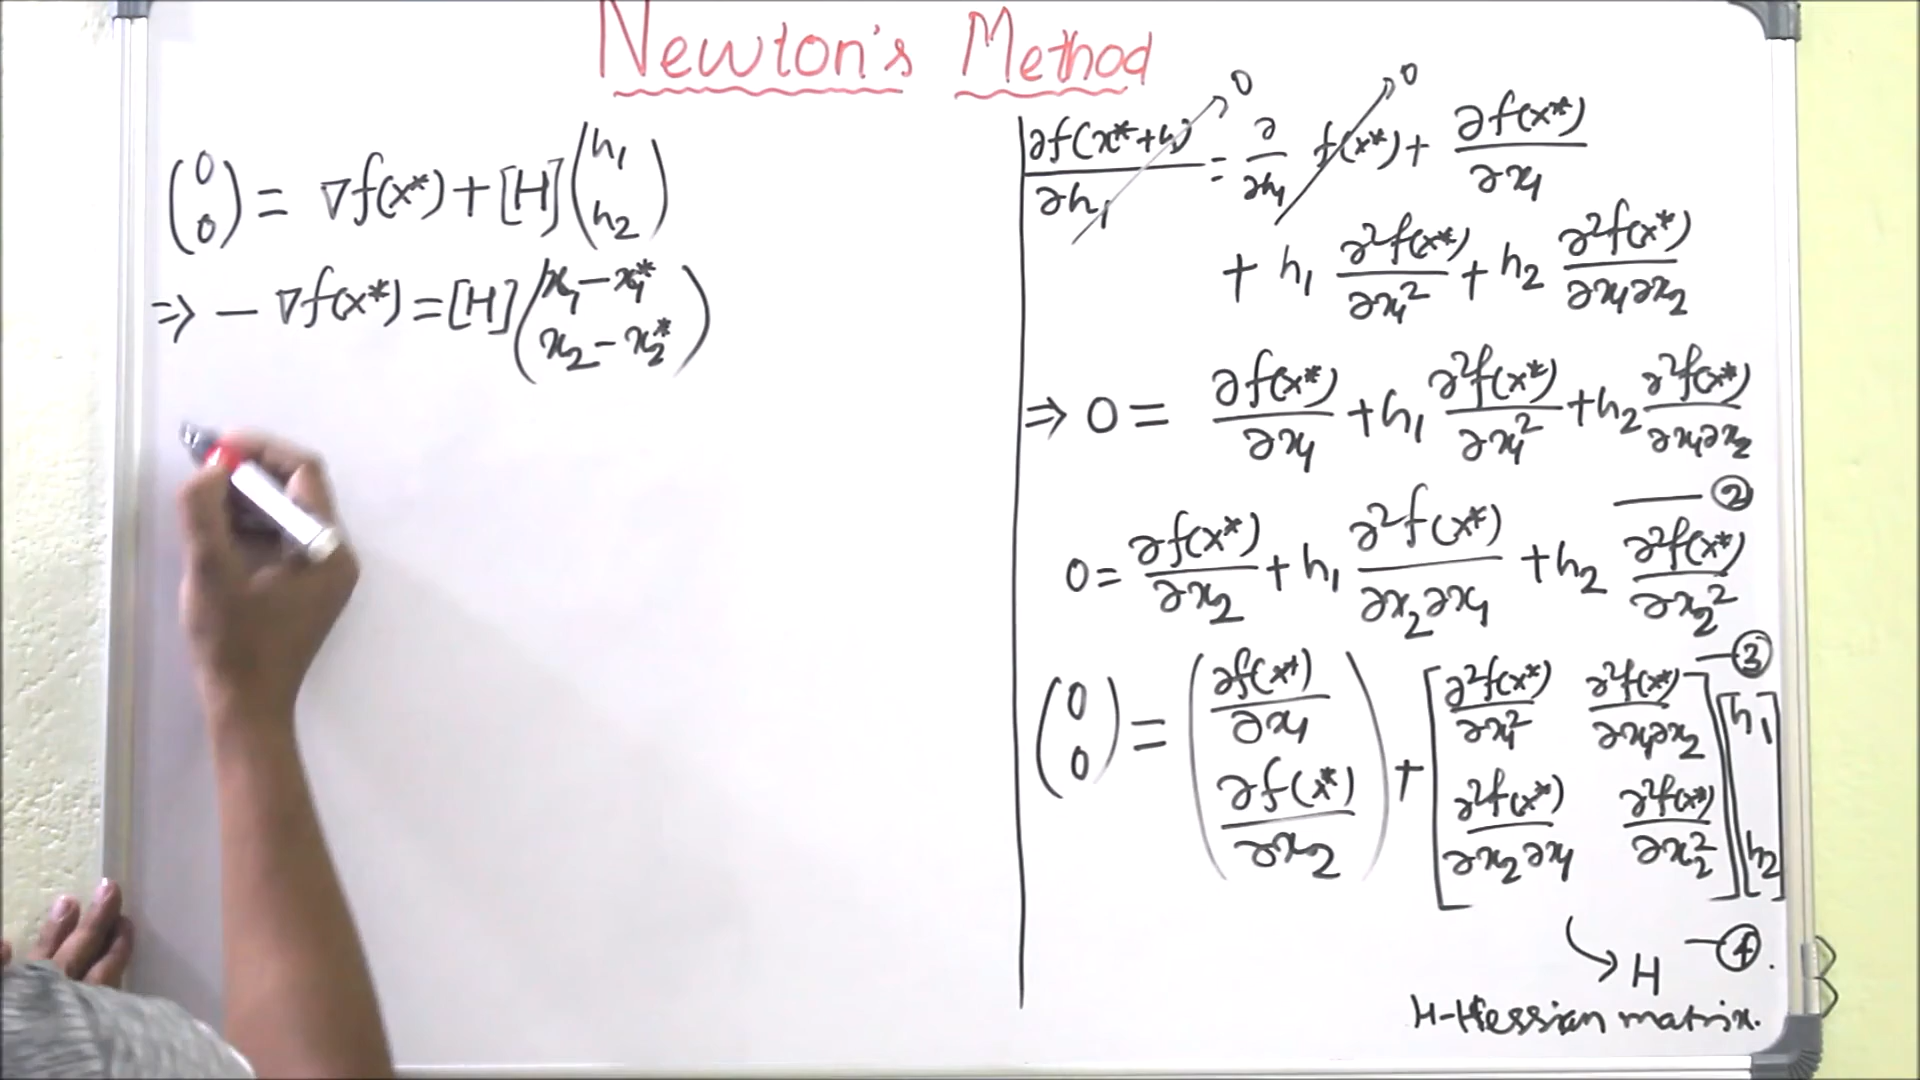 Newton's Method
(0 0) = ∇f(x*) + [H] (h₁ h₂)
⇒ - ∇f(x*) = [H] (x₁ - x₁* x₂ - x₂*)
∂f(x*+h)/∂h₁ →0 = ∂/∂h₁ f(x*) →0 + ∂f(x*)/∂x₁
+ h₁ ∂²f(x*)/∂x₁² + h₂ ∂²f(x*)/∂x₁∂x₂
⇒ 0 = ∂f(x*)/∂x₁ + h₁ ∂²f(x*)/∂x₁² + h₂ ∂²f(x*)/∂x₁∂x₂
— ②
0 = ∂f(x*)/∂x₂ + h₁ ∂²f(x*)/∂x₂∂x₁ + h₂ ∂²f(x*)/∂x₂²
— ③
(0 0) = (∂f(x*)/∂x₁ ∂f(x*)/∂x₂) + [∂²f(x*)/∂x₁² ∂²f(x*)/∂x₁∂x₂ ∂²f(x*)/∂x₂∂x₁ ∂²f(x*)/∂x₂²] [h₁ h₂]
→ H — ④.
H-Hessian matrix.